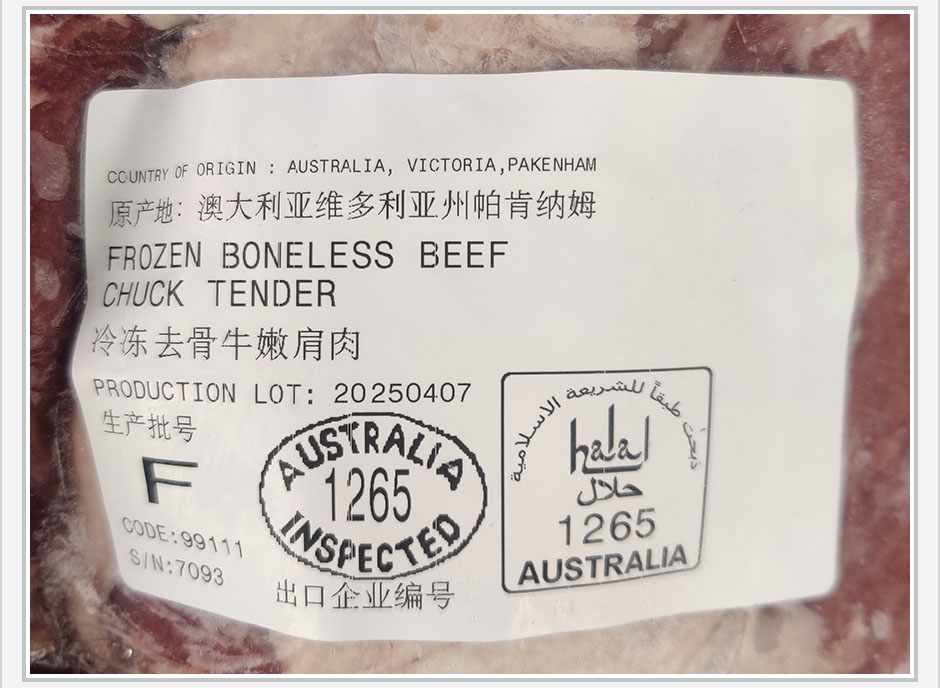 COUNTRY OF ORIGIN : AUSTRALIA, VICTORIA,PAKENHAM
原产地: 澳大利亚维多利亚州帕肯纳姆
FROZEN BONELESS BEEF
CHUCK TENDER
冷冻去骨牛嫩肩肉
PRODUCTION LOT: 20250407
生产批号
F
CODE:99111
S/N:7093
AUSTRALIA
1265
INSPECTED
出口企业编号
ذبحت طبقاً للشريعة الاسلامية
halal
حلال
1265
AUSTRALIA